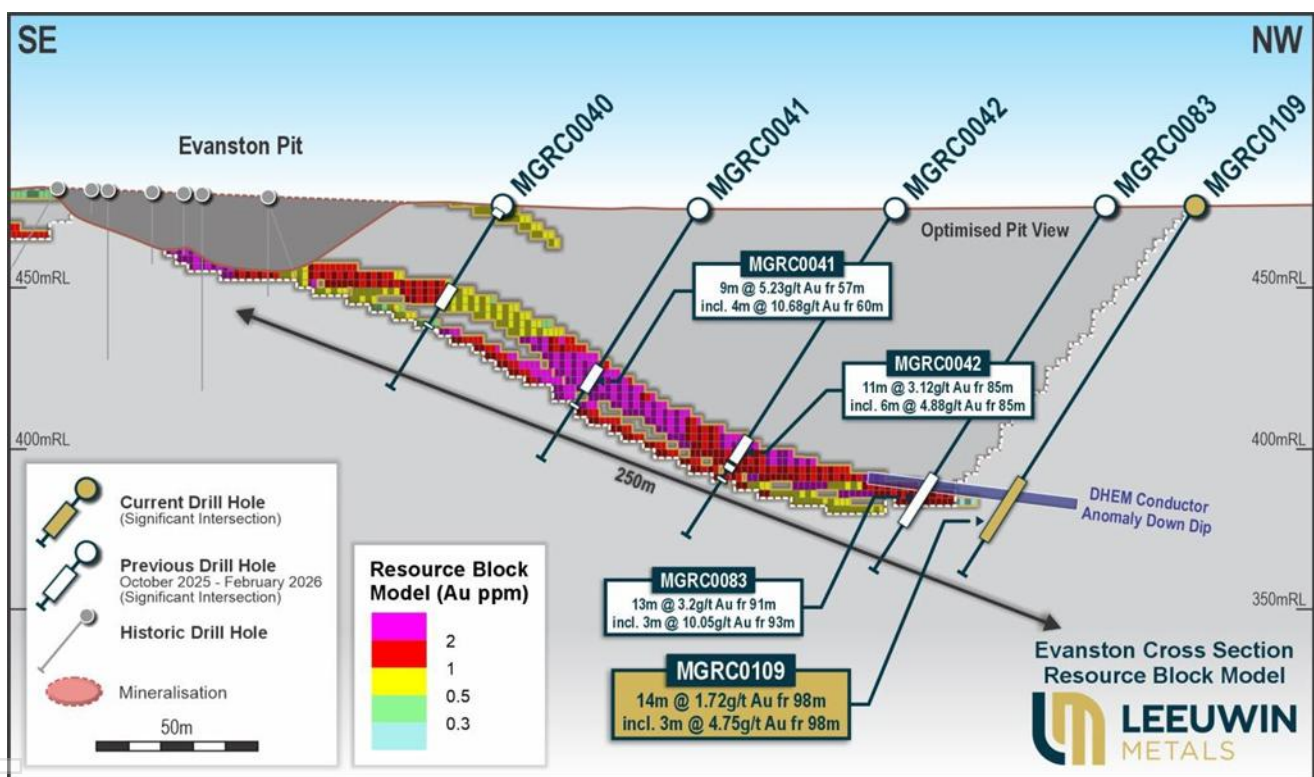 SE
NW
MGRC0040
MGRC0041
MGRC0042
MGRC0083
MGRC0109
Evanston Pit
Optimised Pit View
450mRL
450mRL
MGRC0041
9m @ 5.23g/t Au fr 57m
incl. 4m @ 10.68g/t Au fr 60m
MGRC0042
11m @ 3.12g/t Au fr 85m
incl. 6m @ 4.88g/t Au fr 85m
400mRL
400mRL
250m
DHEM Conductor
Anomaly Down Dip
MGRC0083
13m @ 3.2g/t Au fr 91m
incl. 3m @ 10.05g/t Au fr 93m
350mRL
MGRC0109
14m @ 1.72g/t Au fr 98m
incl. 3m @ 4.75g/t Au fr 98m
Current Drill Hole
(Significant Intersection)
Previous Drill Hole
October 2025 - February 2026
(Significant Intersection)
Historic Drill Hole
Mineralisation
50m
Resource Block
Model (Au ppm)
2
1
0.5
0.3
Evanston Cross Section
Resource Block Model
LEEUWIN
METALS